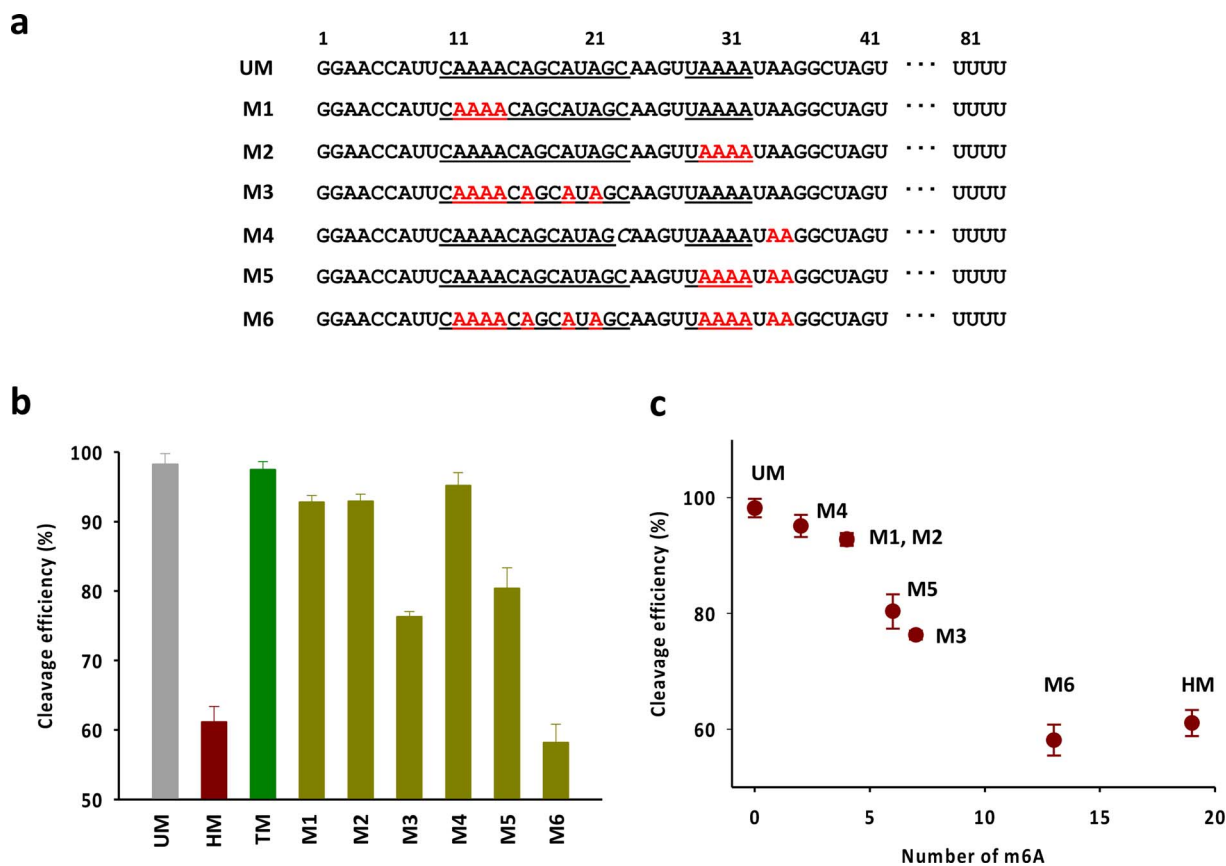 a
1 11 21 31 41 81
UM GGAACCAUUCAAAACAGCAUAGCAAGUUAAAAUAAGGCUAGU ··· UUUU
M1 GGAACCAUUCAAAACAGCAUAGCAAGUUAAAAUAAGGCUAGU ··· UUUU
M2 GGAACCAUUCAAAACAGCAUAGCAAGUUAAAAUAAGGCUAGU ··· UUUU
M3 GGAACCAUUCAAAACAGCAUAGCAAGUUAAAAUAAGGCUAGU ··· UUUU
M4 GGAACCAUUCAAAACAGCAUAGCAAGUUAAAAUAAGGCUAGU ··· UUUU
M5 GGAACCAUUCAAAACAGCAUAGCAAGUUAAAAUAAGGCUAGU ··· UUUU
M6 GGAACCAUUCAAAACAGCAUAGCAAGUUAAAAUAAGGCUAGU ··· UUUU
b
Cleavage efficiency (%)
100
90
80
70
60
50
UM HM TM M1 M2 M3 M4 M5 M6
c
Cleavage efficiency (%)
100
80
60
UM
M4
M1, M2
M5
M3
M6 HM
0 5 10 15 20
Number of m6A